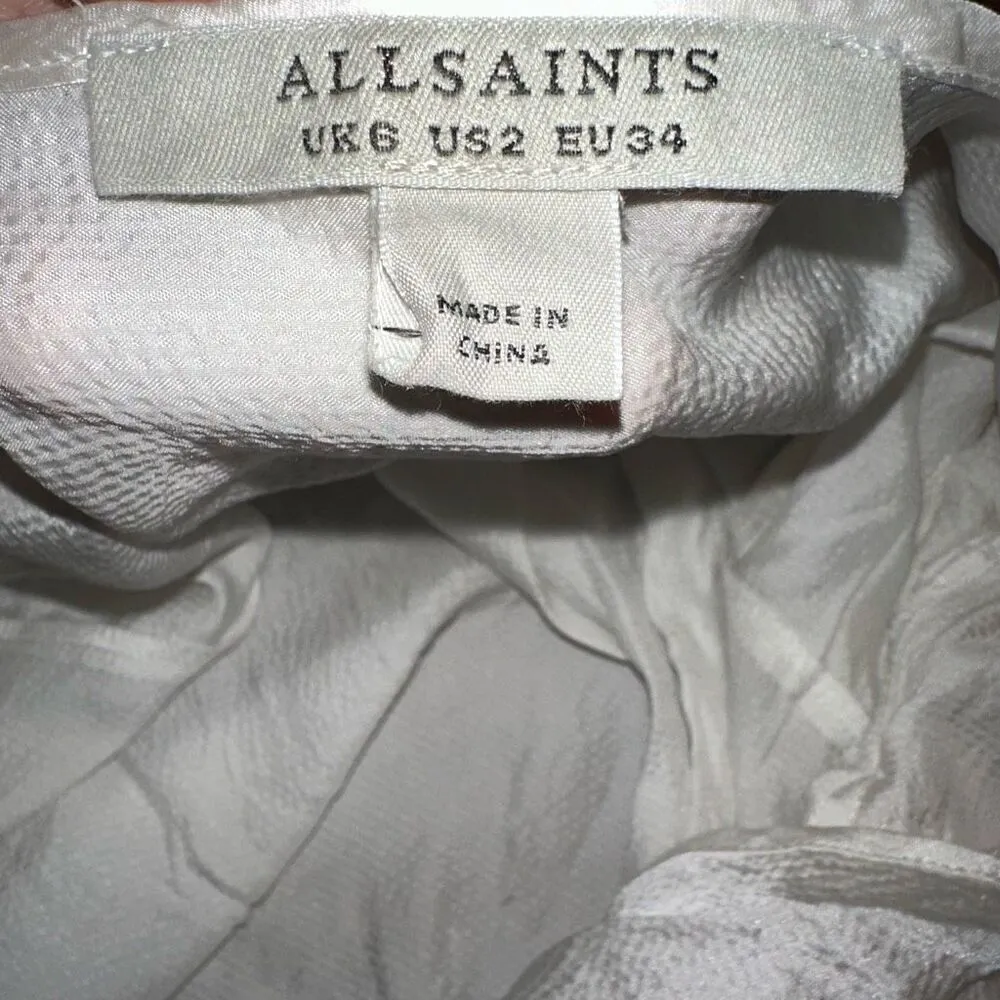 ALLSAINTS
UK6 US2 EU34
MADE IN
CHINA